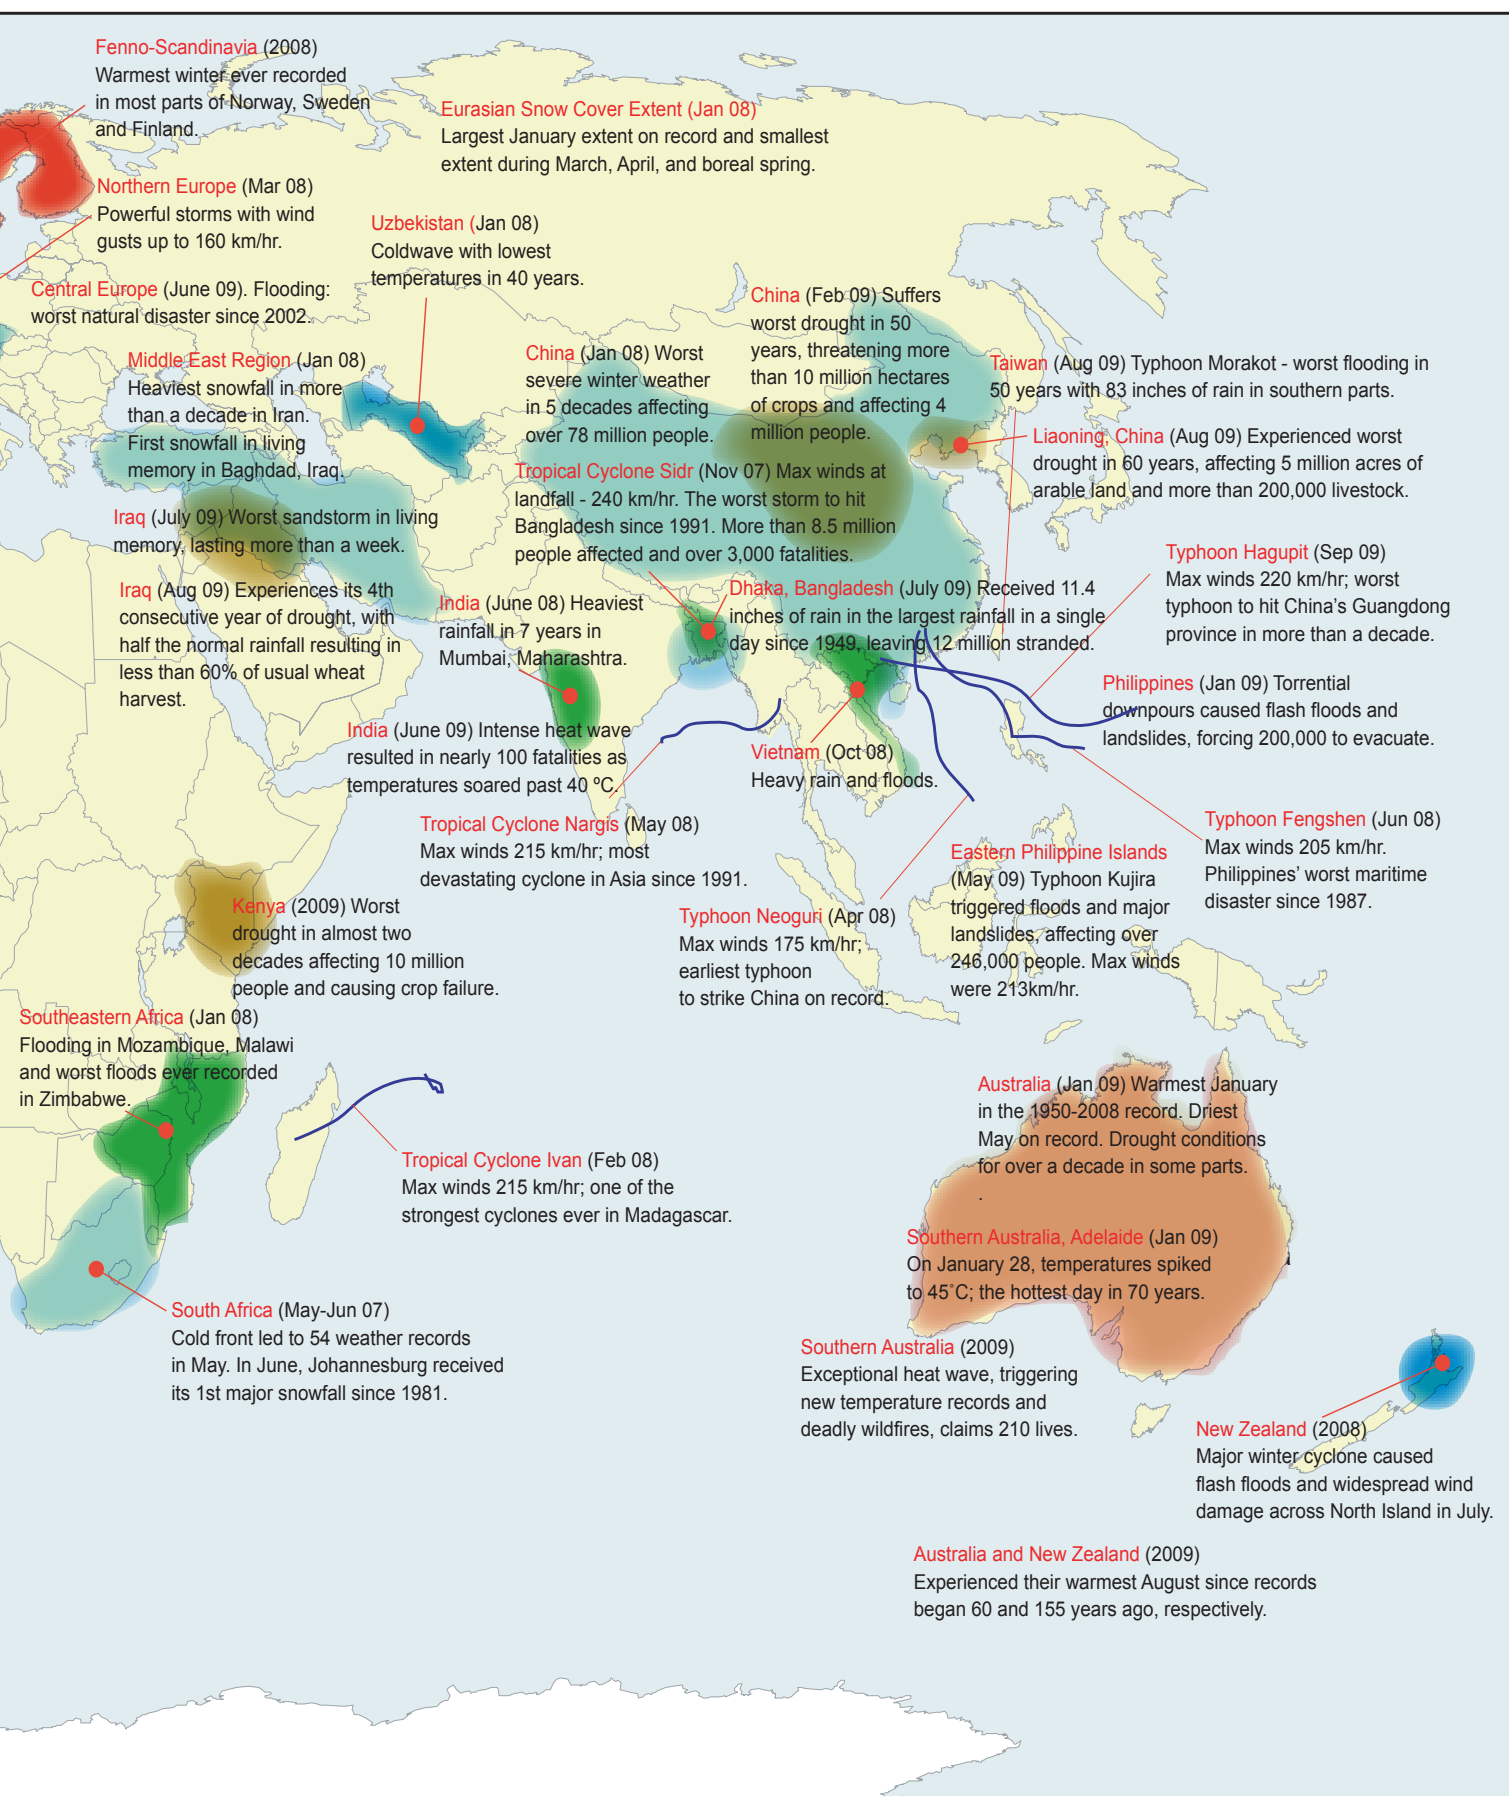 Fenno-Scandinavia (2008)
Warmest winter ever recorded
in most parts of Norway, Sweden
and Finland.
Eurasian Snow Cover Extent (Jan 08)
Largest January extent on record and smallest
extent during March, April, and boreal spring.
Northern Europe (Mar 08)
Powerful storms with wind
gusts up to 160 km/hr.
Uzbekistan (Jan 08)
Coldwave with lowest
temperatures in 40 years.
Central Europe (June 09). Flooding:
worst natural disaster since 2002.
China (Feb 09) Suffers
worst drought in 50
years, threatening more
than 10 million hectares
of crops and affecting 4
million people.
Middle East Region (Jan 08)
Heaviest snowfall in more
than a decade in Iran.
First snowfall in living
memory in Baghdad, Iraq.
China (Jan 08) Worst
severe winter weather
in 5 decades affecting
over 78 million people.
Taiwan (Aug 09) Typhoon Morakot - worst flooding in
50 years with 83 inches of rain in southern parts.
Liaoning, China (Aug 09) Experienced worst
drought in 60 years, affecting 5 million acres of
arable land and more than 200,000 livestock.
Tropical Cyclone Sidr (Nov 07) Max winds at
landfall - 240 km/hr. The worst storm to hit
Bangladesh since 1991. More than 8.5 million
people affected and over 3,000 fatalities.
Iraq (July 09) Worst sandstorm in living
memory, lasting more than a week.
Typhoon Hagupit (Sep 09)
Max winds 220 km/hr; worst
typhoon to hit China's Guangdong
province in more than a decade.
Iraq (Aug 09) Experiences its 4th
consecutive year of drought, with
half the normal rainfall resulting in
less than 60% of usual wheat
harvest.
India (June 08) Heaviest
rainfall in 7 years in
Mumbai, Maharashtra.
Dhaka, Bangladesh (July 09) Received 11.4
inches of rain in the largest rainfall in a single
day since 1949, leaving 12 million stranded.
Philippines (Jan 09) Torrential
downpours caused flash floods and
landslides, forcing 200,000 to evacuate.
India (June 09) Intense heat wave
resulted in nearly 100 fatalities as
temperatures soared past 40 ºC.
Vietnam (Oct 08)
Heavy rain and floods.
Tropical Cyclone Nargis (May 08)
Max winds 215 km/hr; most
devastating cyclone in Asia since 1991.
Typhoon Fengshen (Jun 08)
Max winds 205 km/hr.
Philippines' worst maritime
disaster since 1987.
Eastern Philippine Islands
(May 09) Typhoon Kujira
triggered floods and major
landslides, affecting over
246,000 people. Max winds
were 213km/hr.
Kenya (2009) Worst
drought in almost two
decades affecting 10 million
people and causing crop failure.
Typhoon Neoguri (Apr 08)
Max winds 175 km/hr;
earliest typhoon
to strike China on record.
Southeastern Africa (Jan 08)
Flooding in Mozambique, Malawi
and worst floods ever recorded
in Zimbabwe.
Australia (Jan 09) Warmest January
in the 1950-2008 record. Driest
May on record. Drought conditions
for over a decade in some parts.
.
Tropical Cyclone Ivan (Feb 08)
Max winds 215 km/hr; one of the
strongest cyclones ever in Madagascar.
Southern Australia, Adelaide (Jan 09)
On January 28, temperatures spiked
to 45˚C; the hottest day in 70 years.
South Africa (May-Jun 07)
Cold front led to 54 weather records
in May. In June, Johannesburg received
its 1st major snowfall since 1981.
Southern Australia (2009)
Exceptional heat wave, triggering
new temperature records and
deadly wildfires, claims 210 lives.
New Zealand (2008)
Major winter cyclone caused
flash floods and widespread wind
damage across North Island in July.
Australia and New Zealand (2009)
Experienced their warmest August since records
began 60 and 155 years ago, respectively.